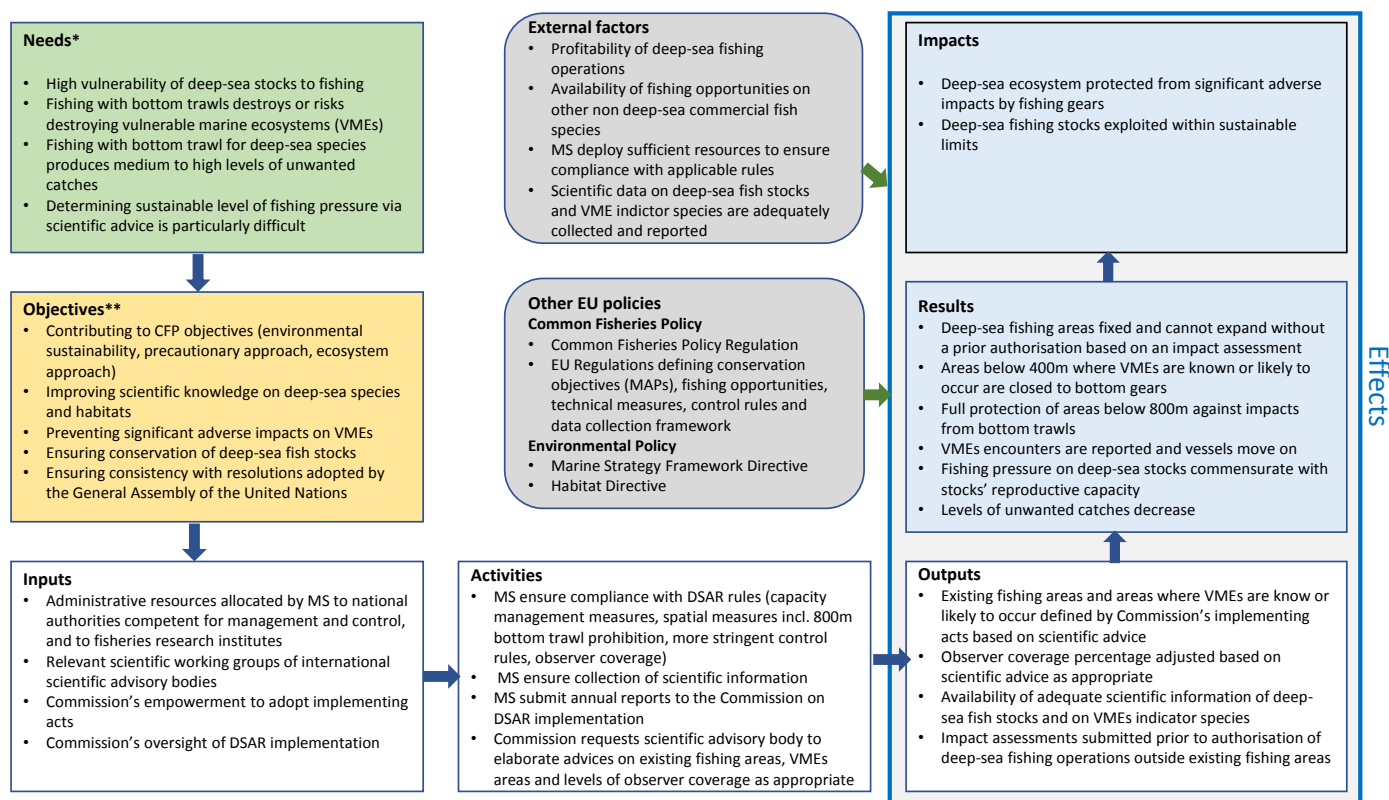 Needs*
• High vulnerability of deep-sea stocks to fishing
• Fishing with bottom trawls destroys or risks
destroying vulnerable marine ecosystems (VMEs)
• Fishing with bottom trawl for deep-sea species
produces medium to high levels of unwanted
catches
• Determining sustainable level of fishing pressure via
scientific advice is particularly difficult
Objectives**
• Contributing to CFP objectives (environmental
sustainability, precautionary approach, ecosystem
approach)
• Improving scientific knowledge on deep-sea species
and habitats
• Preventing significant adverse impacts on VMEs
• Ensuring conservation of deep-sea fish stocks
• Ensuring consistency with resolutions adopted by
the General Assembly of the United Nations
Inputs
• Administrative resources allocated by MS to national
authorities competent for management and control,
and to fisheries research institutes
• Relevant scientific working groups of international
scientific advisory bodies
• Commission's empowerment to adopt implementing
acts
• Commission's oversight of DSAR implementation
External factors
• Profitability of deep-sea fishing
operations
• Availability of fishing opportunities on
other non deep-sea commercial fish
species
• MS deploy sufficient resources to ensure
compliance with applicable rules
• Scientific data on deep-sea fish stocks
and VME indictor species are adequately
collected and reported
Other EU policies
Common Fisheries Policy
• Common Fisheries Policy Regulation
• EU Regulations defining conservation
objectives (MAPs), fishing opportunities,
technical measures, control rules and
data collection framework
Environmental Policy
• Marine Strategy Framework Directive
• Habitat Directive
Activities
• MS ensure compliance with DSAR rules (capacity
management measures, spatial measures incl. 800m
bottom trawl prohibition, more stringent control
rules, observer coverage)
• MS ensure collection of scientific information
• MS submit annual reports to the Commission on
DSAR implementation
• Commission requests scientific advisory body to
elaborate advices on existing fishing areas, VMEs
areas and levels of observer coverage as appropriate
Impacts
• Deep-sea ecosystem protected from significant adverse
impacts by fishing gears
• Deep-sea fishing stocks exploited within sustainable
limits
Results
• Deep-sea fishing areas fixed and cannot expand without
a prior authorisation based on an impact assessment
• Areas below 400m where VMEs are known or likely to
occur are closed to bottom gears
• Full protection of areas below 800m against impacts
from bottom trawls
• VMEs encounters are reported and vessels move on
• Fishing pressure on deep-sea stocks commensurate with
stocks' reproductive capacity
• Levels of unwanted catches decrease
Outputs
• Existing fishing areas and areas where VMEs are know or
likely to occur defined by Commission's implementing
acts based on scientific advice
• Observer coverage percentage adjusted based on
scientific advice as appropriate
• Availability of adequate scientific information of deep-
sea fish stocks and on VMEs indicator species
• Impact assessments submitted prior to authorisation of
deep-sea fishing operations outside existing fishing areas
Effects